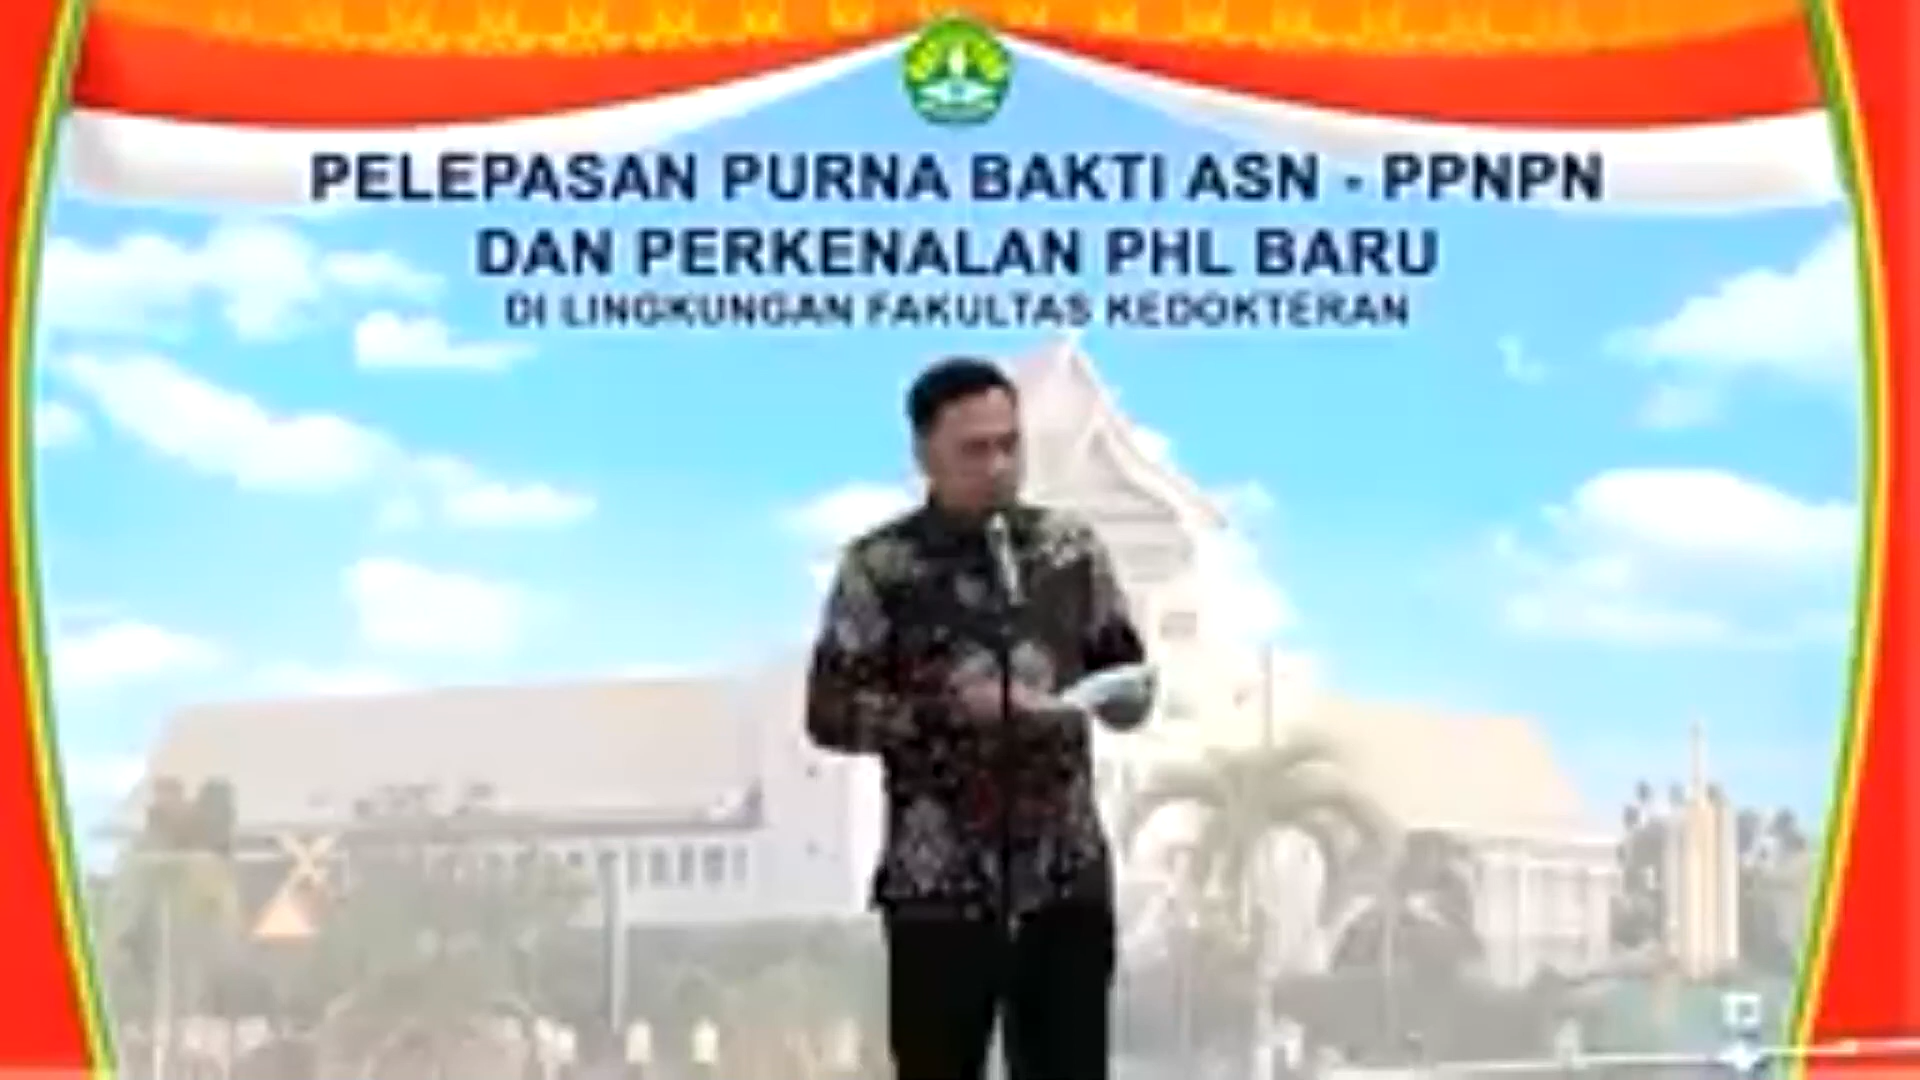 PELEPASAN PURNA BAKTI ASN - PPNPN
DAN PERKENALAN PHL BARU
DI LINGKUNGAN FAKULTAS KEDOKTERAN